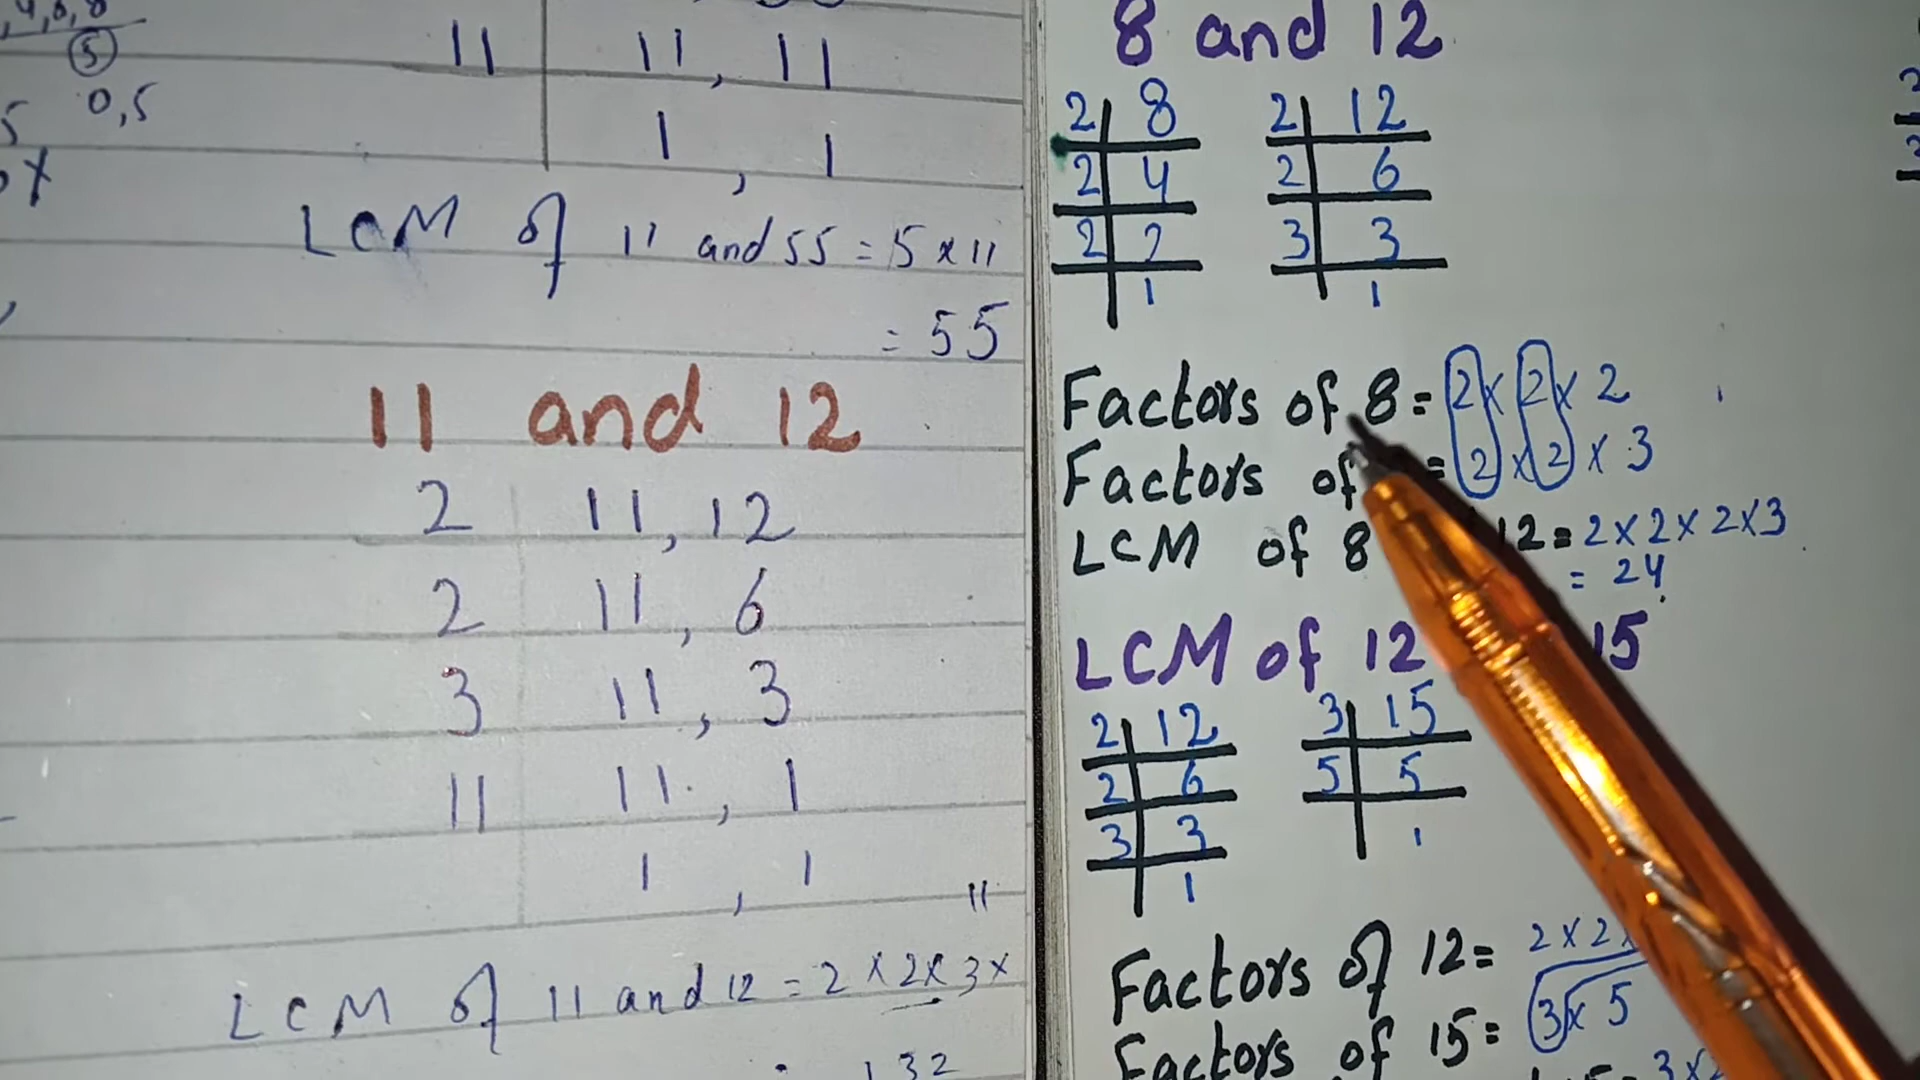 5
0,5
11 11, 11
1, 1
LCM of 11 and 55 = 5 x 11
= 55
11 and 12
2 11, 12
2 11, 6
3 11, 3
11 11, 1
1, 1
11
LCM of 11 and 12 = 2 x 2 x 3 x
132
8 and 12
2 8 2 12
2 4 2 6
2 2 3 3
1 1
Factors of 8 = 2 x 2 x 2
Factors of = 2 x 2 x 3
LCM of 8 12 = 2 x 2 x 2 x 3
= 24
LCM of 12 15
2 12 3 15
2 6 5 5
3 3 1
1
Factors of 12 = 2 x 2 x
Factors of 15 = 3 x 5